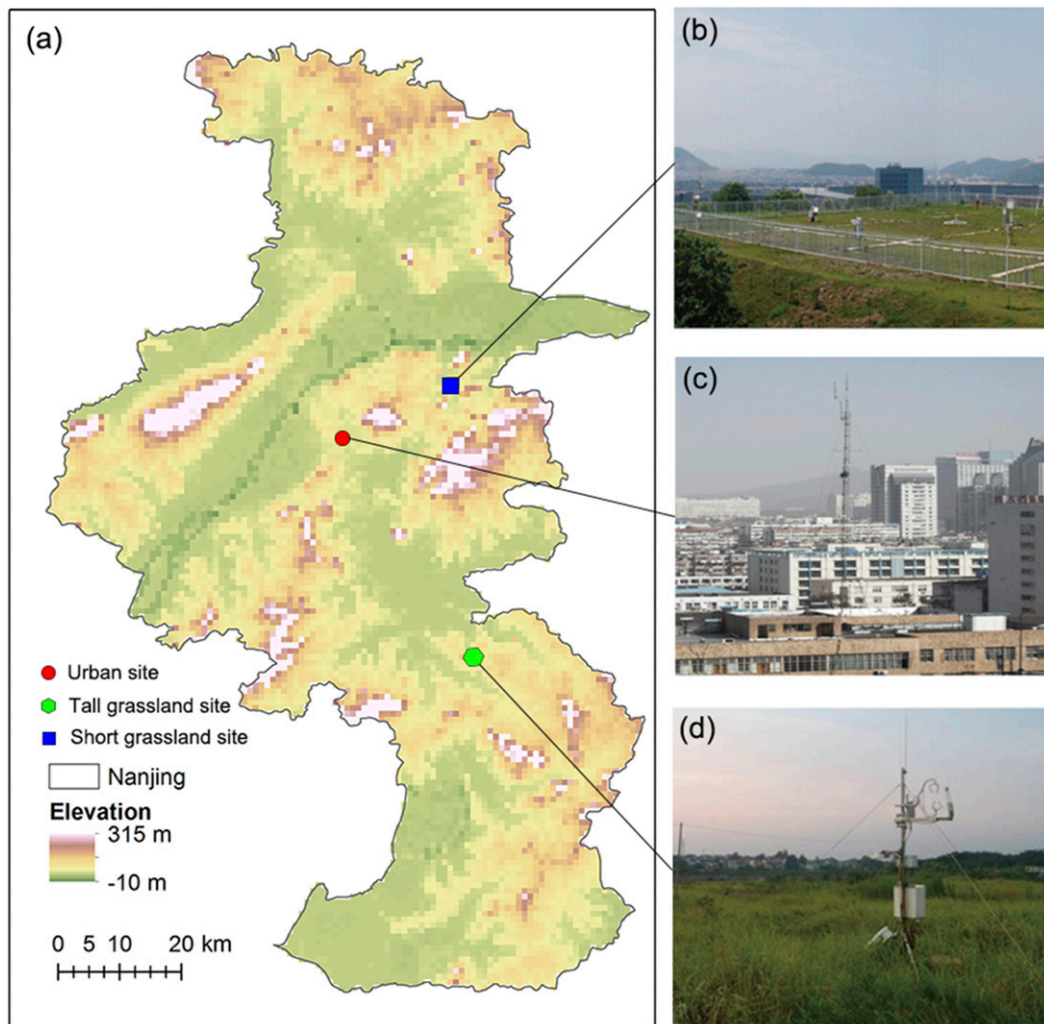 (a)
Urban site
Tall grassland site
Short grassland site
Nanjing
Elevation
315 m
-10 m
0 5 10 20 km
(b)
(c)
(d)